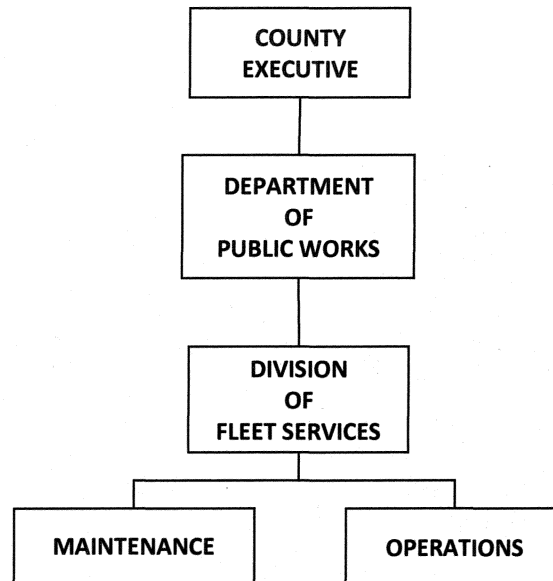 COUNTY
EXECUTIVE
DEPARTMENT
OF
PUBLIC WORKS
DIVISION
OF
FLEET SERVICES
MAINTENANCE
OPERATIONS